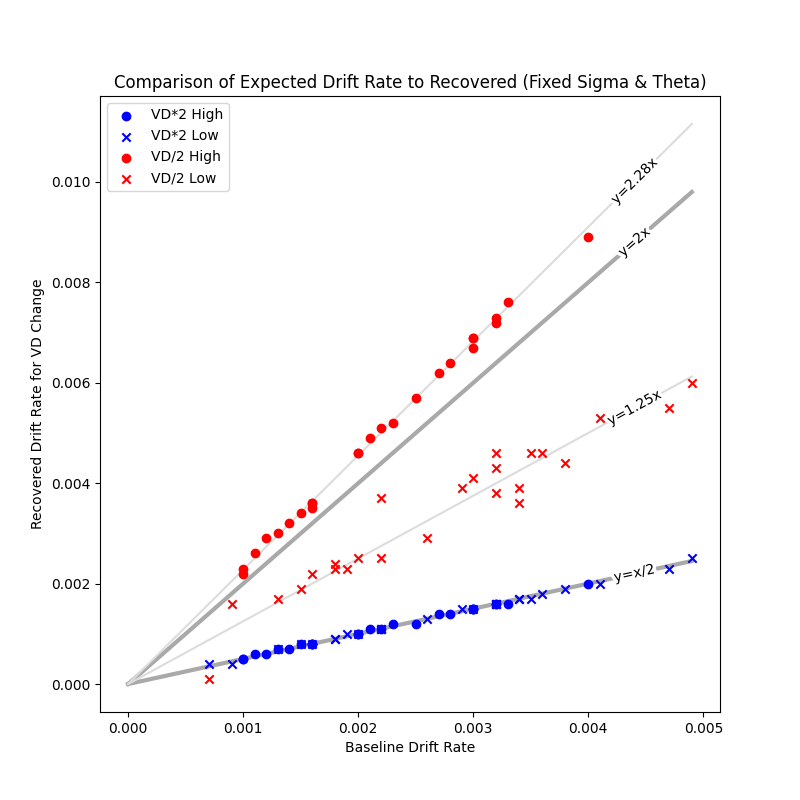 Comparison of Expected Drift Rate to Recovered (Fixed Sigma & Theta)
VD*2 High
VD*2 Low
VD/2 High
VD/2 Low
y=2.28x
y=2x
y=1.25x
y=x/2
Recovered Drift Rate for VD Change
0.010
0.008
0.006
0.004
0.002
0.000
0.000 0.001 0.002 0.003 0.004 0.005
Baseline Drift Rate